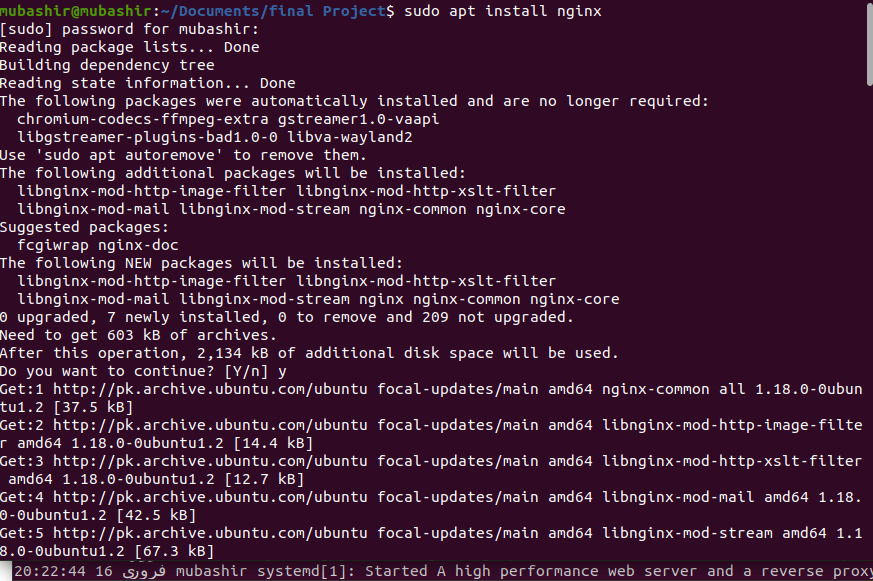 mubashir@mubashir:~/Documents/final Project$ sudo apt install nginx
[sudo] password for mubashir:
Reading package lists... Done
Building dependency tree
Reading state information... Done
The following packages were automatically installed and are no longer required:
  chromium-codecs-ffmpeg-extra gstreamer1.0-vaapi
  libgstreamer-plugins-bad1.0-0 libva-wayland2
Use 'sudo apt autoremove' to remove them.
The following additional packages will be installed:
  libnginx-mod-http-image-filter libnginx-mod-http-xslt-filter
  libnginx-mod-mail libnginx-mod-stream nginx-common nginx-core
Suggested packages:
  fcgiwrap nginx-doc
The following NEW packages will be installed:
  libnginx-mod-http-image-filter libnginx-mod-http-xslt-filter
  libnginx-mod-mail libnginx-mod-stream nginx nginx-common nginx-core
0 upgraded, 7 newly installed, 0 to remove and 209 not upgraded.
Need to get 603 kB of archives.
After this operation, 2,134 kB of additional disk space will be used.
Do you want to continue? [Y/n] y
Get:1 http://pk.archive.ubuntu.com/ubuntu focal-updates/main amd64 nginx-common all 1.18.0-0ubun
tu1.2 [37.5 kB]
Get:2 http://pk.archive.ubuntu.com/ubuntu focal-updates/main amd64 libnginx-mod-http-image-filte
r amd64 1.18.0-0ubuntu1.2 [14.4 kB]
Get:3 http://pk.archive.ubuntu.com/ubuntu focal-updates/main amd64 libnginx-mod-http-xslt-filter
 amd64 1.18.0-0ubuntu1.2 [12.7 kB]
Get:4 http://pk.archive.ubuntu.com/ubuntu focal-updates/main amd64 libnginx-mod-mail amd64 1.18.
0-0ubuntu1.2 [42.5 kB]
Get:5 http://pk.archive.ubuntu.com/ubuntu focal-updates/main amd64 libnginx-mod-stream amd64 1.1
8.0-0ubuntu1.2 [67.3 kB]
20:22:44 16 فروری mubashir systemd[1]: Started A high performance web server and a reverse proxy